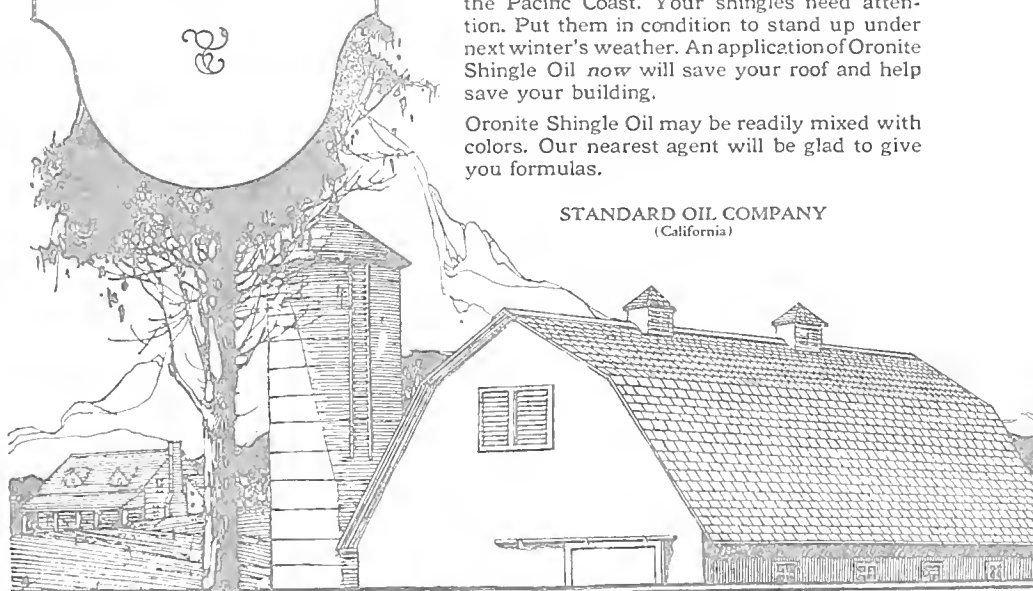 the Pacific Coast. Your shingles need atten-
tion. Put them in condition to stand up under
next winter's weather. An application of Oronite
Shingle Oil now will save your roof and help
save your building.
Oronite Shingle Oil may be readily mixed with
colors. Our nearest agent will be glad to give
you formulas.
STANDARD OIL COMPANY
(California)